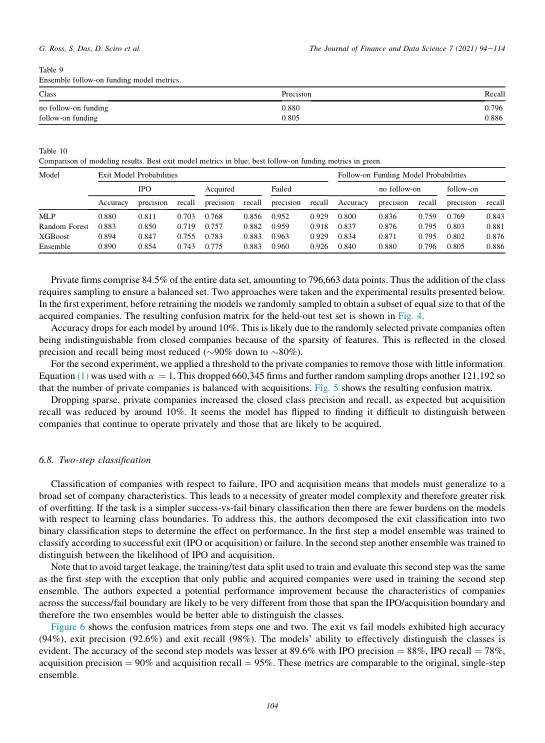 G. Ross, S. Das, D. Sciro et al.
The Journal of Finance and Data Science 7 (2021) 94–114
Table 9
Ensemble follow-on funding model metrics.
Class Precision Recall
no follow-on funding 0.880 0.796
follow-on funding 0.805 0.886
Table 10
Comparison of modeling results. Best exit model metrics in blue; best follow-on funding metrics in green.
Model Exit Model Probabilities Follow-on Funding Model Probabilities
IPO Acquired Failed no follow-on follow-on
Accuracy precision recall precision recall precision recall Accuracy precision recall precision recall
MLP 0.880 0.811 0.703 0.768 0.856 0.952 0.929 0.800 0.836 0.759 0.769 0.843
Random Forest 0.883 0.850 0.719 0.757 0.882 0.959 0.918 0.837 0.876 0.795 0.803 0.881
XGBoost 0.894 0.847 0.755 0.783 0.883 0.963 0.929 0.834 0.871 0.795 0.802 0.876
Ensemble 0.890 0.854 0.743 0.775 0.883 0.960 0.926 0.840 0.880 0.796 0.805 0.886
Private firms comprise 84.5% of the entire data set, amounting to 796,663 data points. Thus the addition of the class
requires sampling to ensure a balanced set. Two approaches were taken and the experimental results presented below.
In the first experiment, before retraining the models we randomly sampled to obtain a subset of equal size to that of the
acquired companies. The resulting confusion matrix for the held-out test set is shown in Fig. 4.
Accuracy drops for each model by around 10%. This is likely due to the randomly selected private companies often
being indistinguishable from closed companies because of the sparsity of features. This is reflected in the closed
precision and recall being most reduced (∼90% down to ∼80%).
For the second experiment, we applied a threshold to the private companies to remove those with little information.
Equation (1) was used with α = 1. This dropped 660,345 firms and further random sampling drops another 121,192 so
that the number of private companies is balanced with acquisitions. Fig. 5 shows the resulting confusion matrix.
Dropping sparse, private companies increased the closed class precision and recall, as expected but acquisition
recall was reduced by around 10%. It seems the model has flipped to finding it difficult to distinguish between
companies that continue to operate privately and those that are likely to be acquired.
6.8. Two-step classification
Classification of companies with respect to failure, IPO and acquisition means that models must generalize to a
broad set of company characteristics. This leads to a necessity of greater model complexity and therefore greater risk
of overfitting. If the task is a simpler success-vs-fail binary classification then there are fewer burdens on the models
with respect to learning class boundaries. To address this, the authors decomposed the exit classification into two
binary classification steps to determine the effect on performance. In the first step a model ensemble was trained to
classify according to successful exit (IPO or acquisition) or failure. In the second step another ensemble was trained to
distinguish between the likelihood of IPO and acquisition.
Note that to avoid target leakage, the training/test data split used to train and evaluate this second step was the same
as the first step with the exception that only public and acquired companies were used in training the second step
ensemble. The authors expected a potential performance improvement because the characteristics of companies
across the success/fail boundary are likely to be very different from those that span the IPO/acquisition boundary and
therefore the two ensembles would be better able to distinguish the classes.
Figure 6 shows the confusion matrices from steps one and two. The exit vs fail models exhibited high accuracy
(94%), exit precision (92.6%) and exit recall (98%). The models' ability to effectively distinguish the classes is
evident. The accuracy of the second step models was lesser at 89.6% with IPO precision = 88%, IPO recall = 78%,
acquisition precision = 90% and acquisition recall = 95%. These metrics are comparable to the original, single-step
ensemble.
104